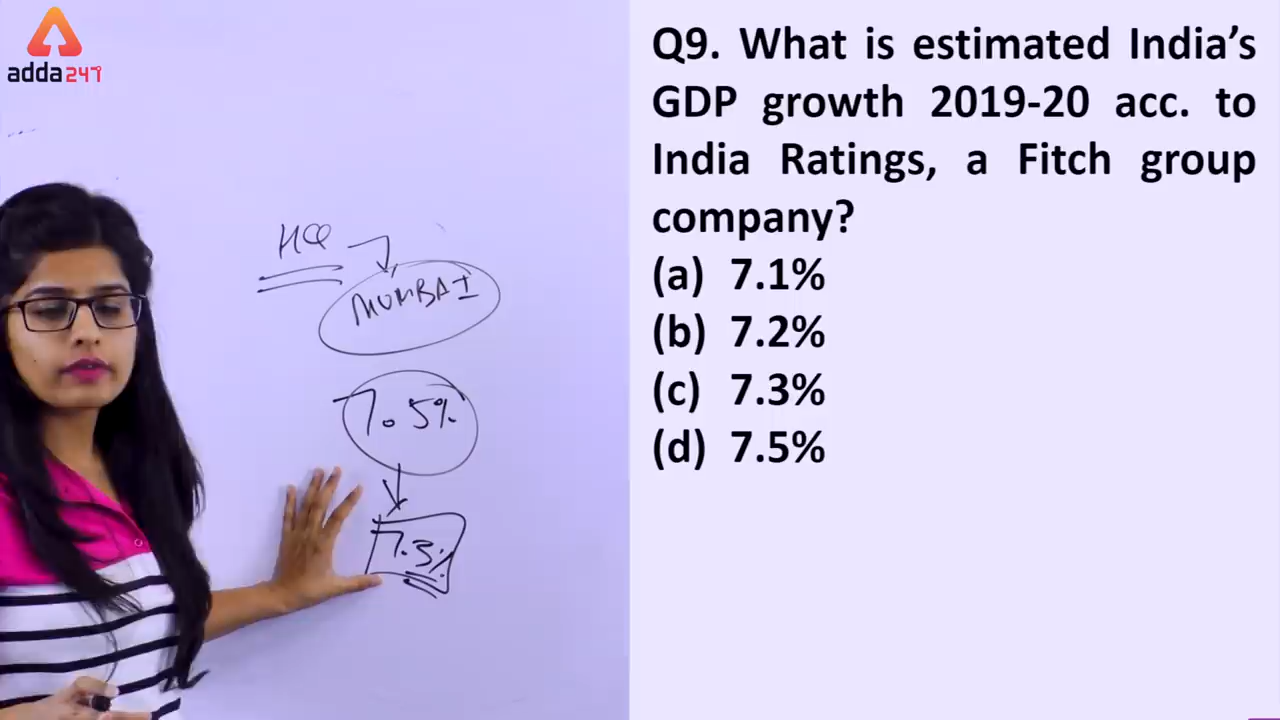 adda247
HQ
MUMBAI
7.5%
7.3%
Q9. What is estimated India’s
GDP growth 2019-20 acc. to
India Ratings, a Fitch group
company?
(a) 7.1%
(b) 7.2%
(c) 7.3%
(d) 7.5%